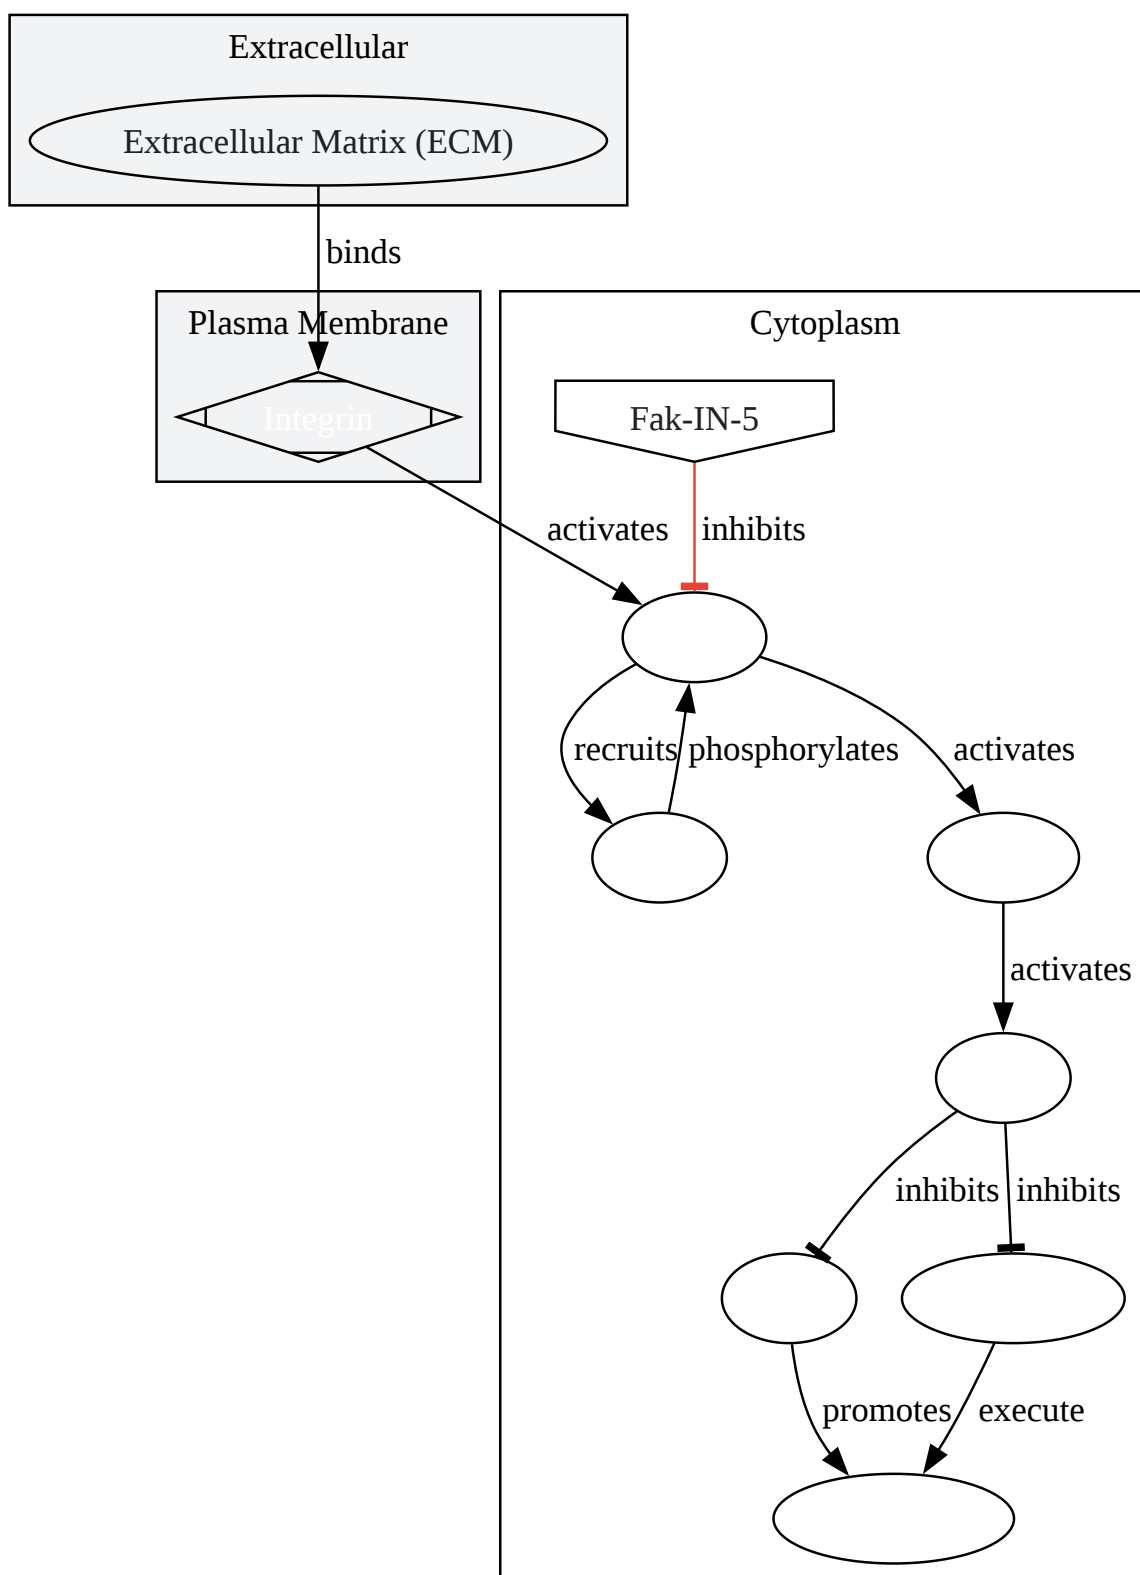 Extracellular
Extracellular Matrix (ECM)
binds
Plasma Membrane
Cytoplasm
Integrin
Fak-IN-5
activates
inhibits
recruits
phosphorylates
activates
activates
inhibits
inhibits
promotes
execute